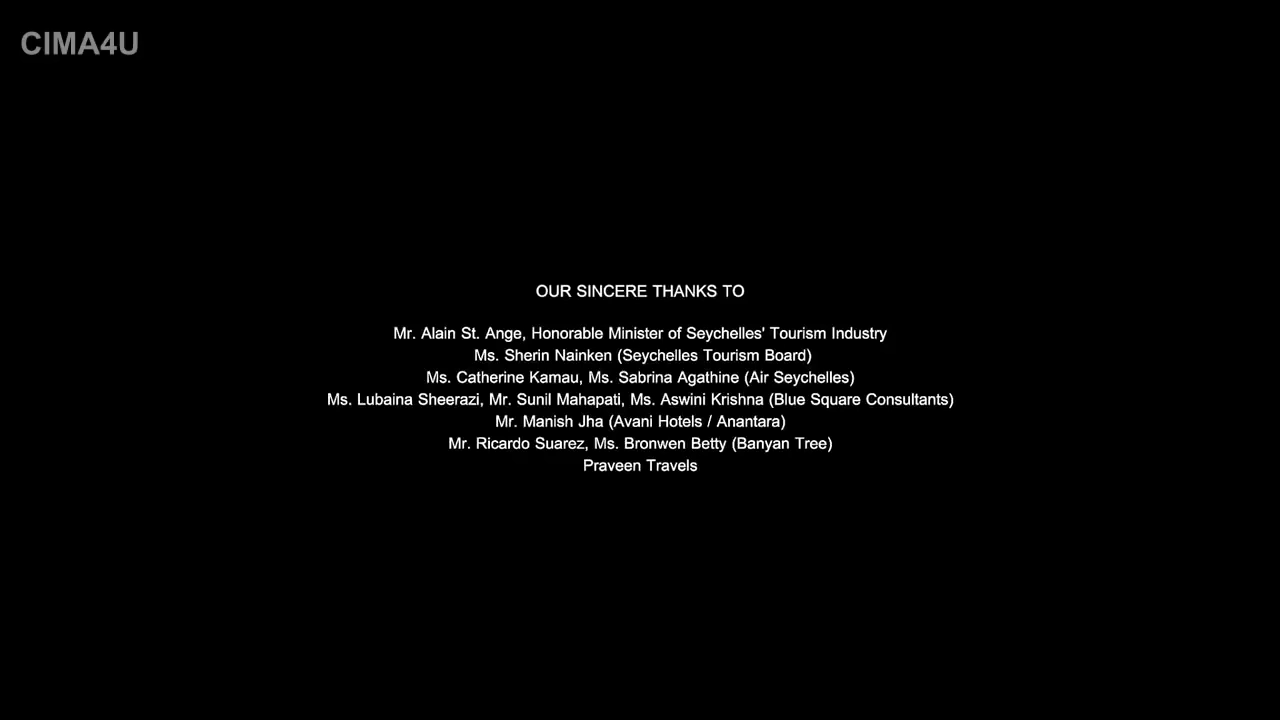 CIMA4U
OUR SINCERE THANKS TO
Mr. Alain St. Ange, Honorable Minister of Seychelles' Tourism Industry
Ms. Sherin Nainken (Seychelles Tourism Board)
Ms. Catherine Kamau, Ms. Sabrina Agathine (Air Seychelles)
Ms. Lubaina Sheerazi, Mr. Sunil Mahapati, Ms. Aswini Krishna (Blue Square Consultants)
Mr. Manish Jha (Avani Hotels / Anantara)
Mr. Ricardo Suarez, Ms. Bronwen Betty (Banyan Tree)
Praveen Travels